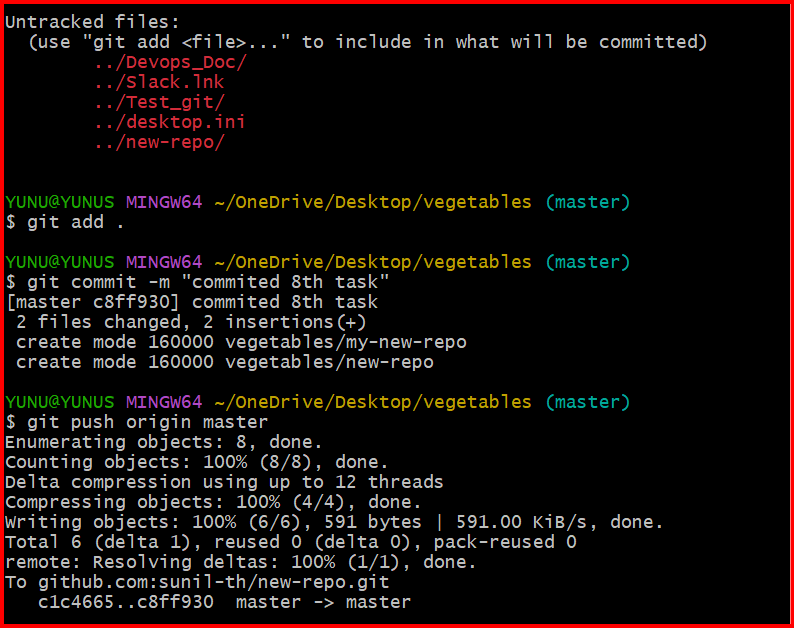 Untracked files:
  (use "git add <file>..." to include in what will be committed)
        ../Devops_Doc/
        ../Slack.lnk
        ../Test_git/
        ../desktop.ini
        ../new-repo/
YUNU@YUNUS MINGW64 ~/OneDrive/Desktop/vegetables (master)
$ git add .
YUNU@YUNUS MINGW64 ~/OneDrive/Desktop/vegetables (master)
$ git commit -m "commited 8th task"
[master c8ff930] commited 8th task
 2 files changed, 2 insertions(+)
 create mode 160000 vegetables/my-new-repo
 create mode 160000 vegetables/new-repo
YUNU@YUNUS MINGW64 ~/OneDrive/Desktop/vegetables (master)
$ git push origin master
Enumerating objects: 8, done.
Counting objects: 100% (8/8), done.
Delta compression using up to 12 threads
Compressing objects: 100% (4/4), done.
Writing objects: 100% (6/6), 591 bytes | 591.00 KiB/s, done.
Total 6 (delta 1), reused 0 (delta 0), pack-reused 0
remote: Resolving deltas: 100% (1/1), done.
To github.com:sunil-th/new-repo.git
   c1c4665..c8ff930  master -> master